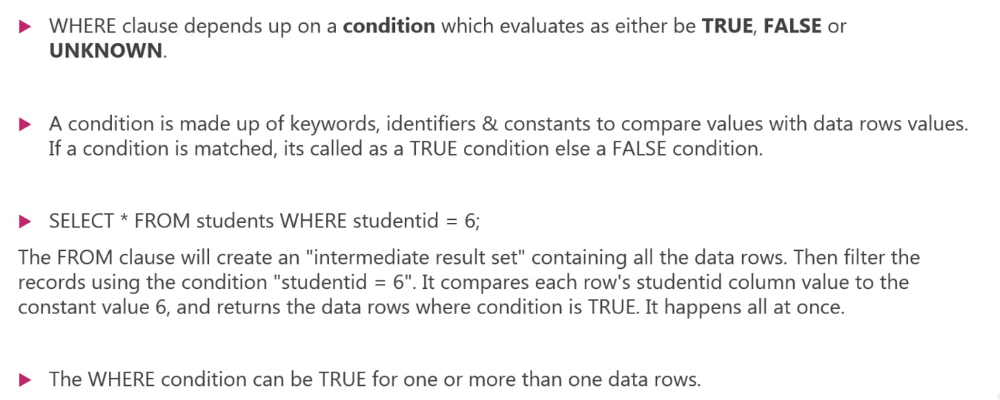 WHERE clause depends up on a condition which evaluates as either be TRUE, FALSE or
UNKNOWN.
A condition is made up of keywords, identifiers & constants to compare values with data rows values.
If a condition is matched, its called as a TRUE condition else a FALSE condition.
SELECT * FROM students WHERE studentid = 6;
The FROM clause will create an "intermediate result set" containing all the data rows. Then filter the
records using the condition "studentid = 6". It compares each row's studentid column value to the
constant value 6, and returns the data rows where condition is TRUE. It happens all at once.
The WHERE condition can be TRUE for one or more than one data rows.